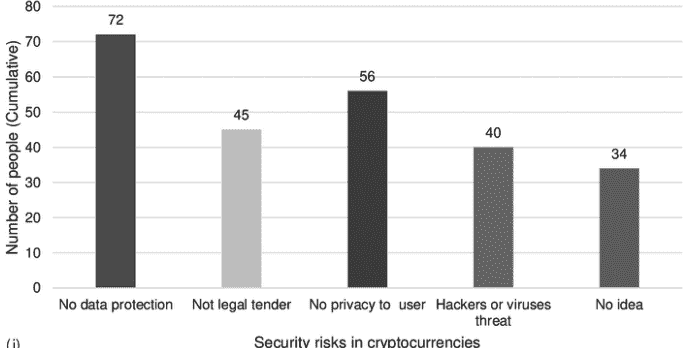 80
72
70
60
56
50
45
40
40
34
30
20
10
0
Number of people (Cumulative)
No data protection
Not legal tender
No privacy to user
Hackers or viruses
threat
No idea
Security risks in cryptocurrencies
(i)